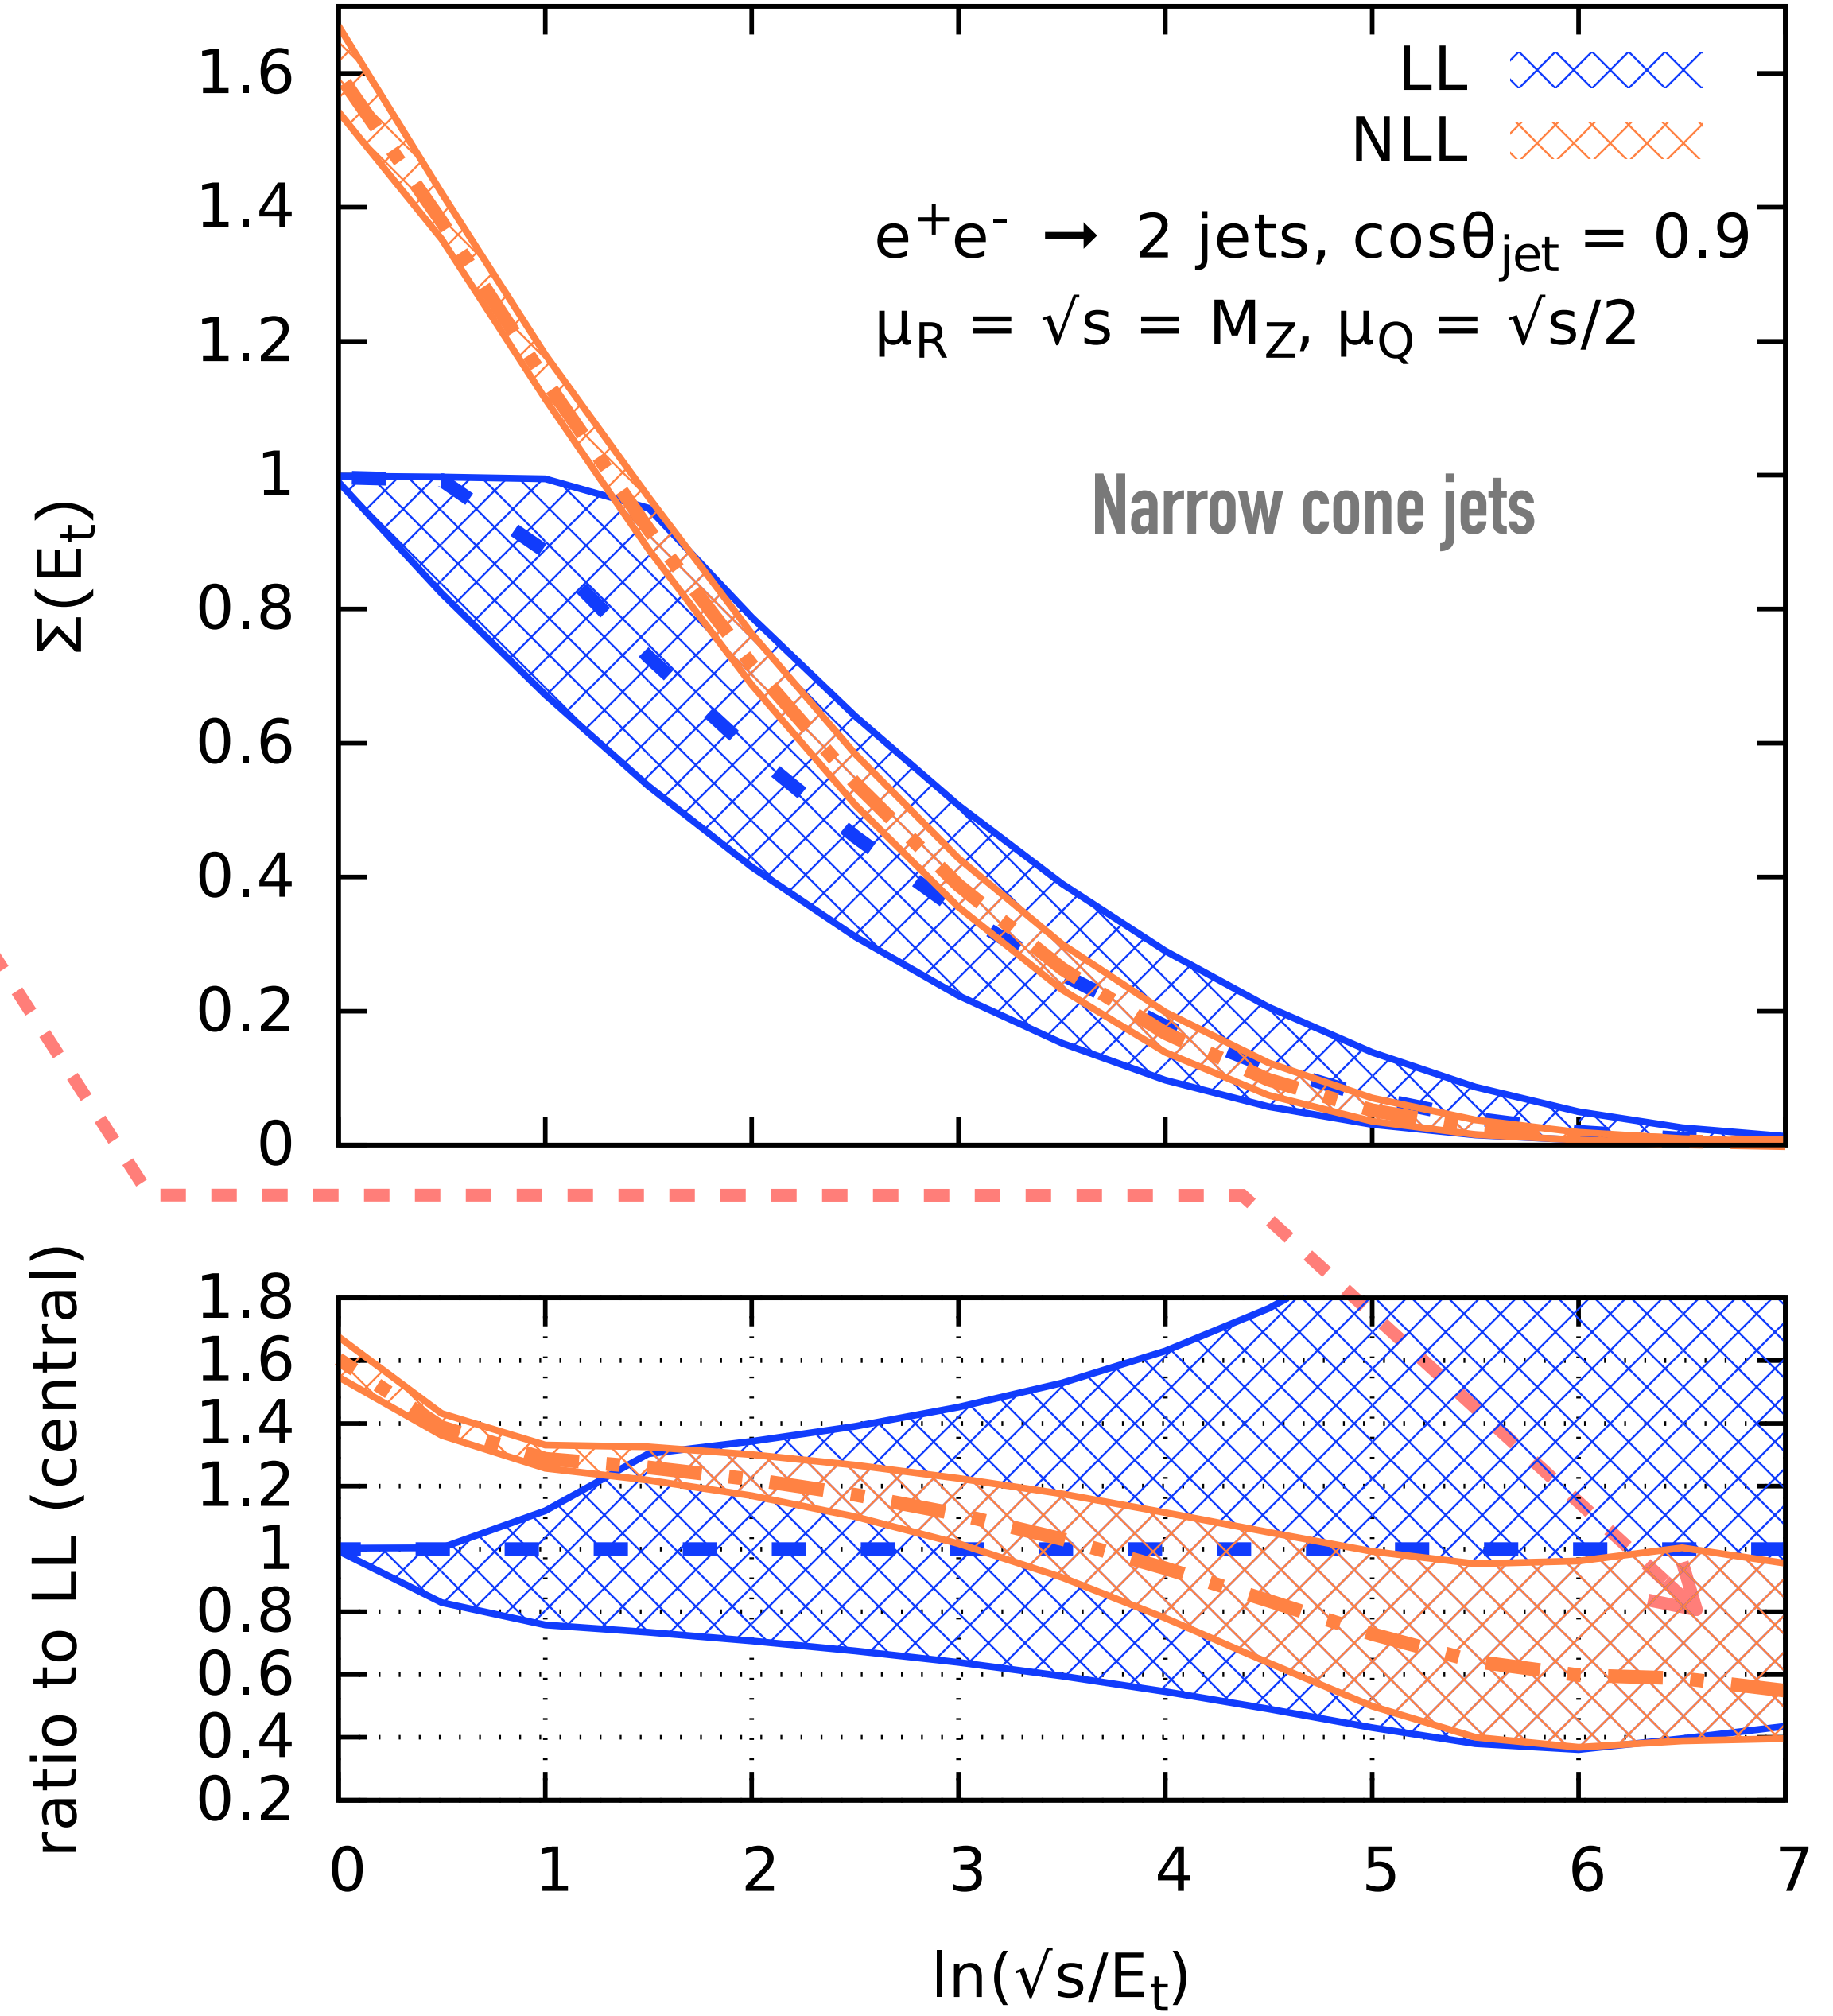 1.6
1.4
1.2
1
0.8
0.6
0.4
0.2
0
Σ(Eₜ)
LL
NLL
e⁺e⁻ → 2 jets, cosθjet = 0.9
μR = √s = MZ, μQ = √s/2
Narrow cone jets
1.8
1.6
1.4
1.2
1
0.8
0.6
0.4
0.2
ratio to LL (central)
0 1 2 3 4 5 6 7
ln(√s/Eₜ)